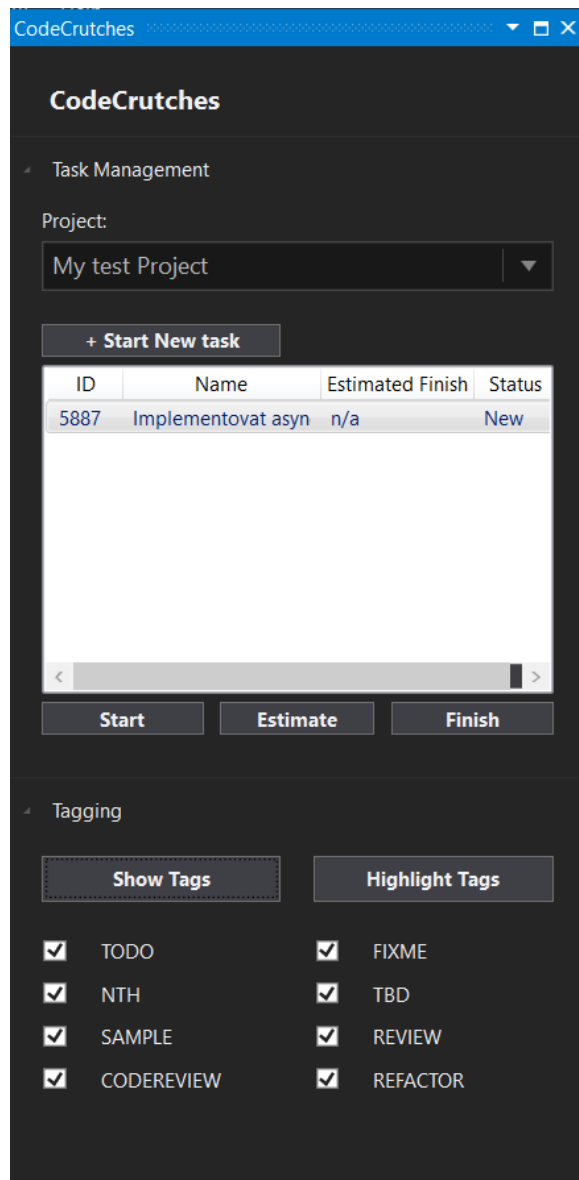 CodeCrutches
CodeCrutches
Task Management
Project:
My test Project
+ Start New task
ID Name Estimated Finish Status
5887 Implementovat asyn n/a New
Start Estimate Finish
Tagging
Show Tags Highlight Tags
TODO FIXME
NTH TBD
SAMPLE REVIEW
CODEREVIEW REFACTOR